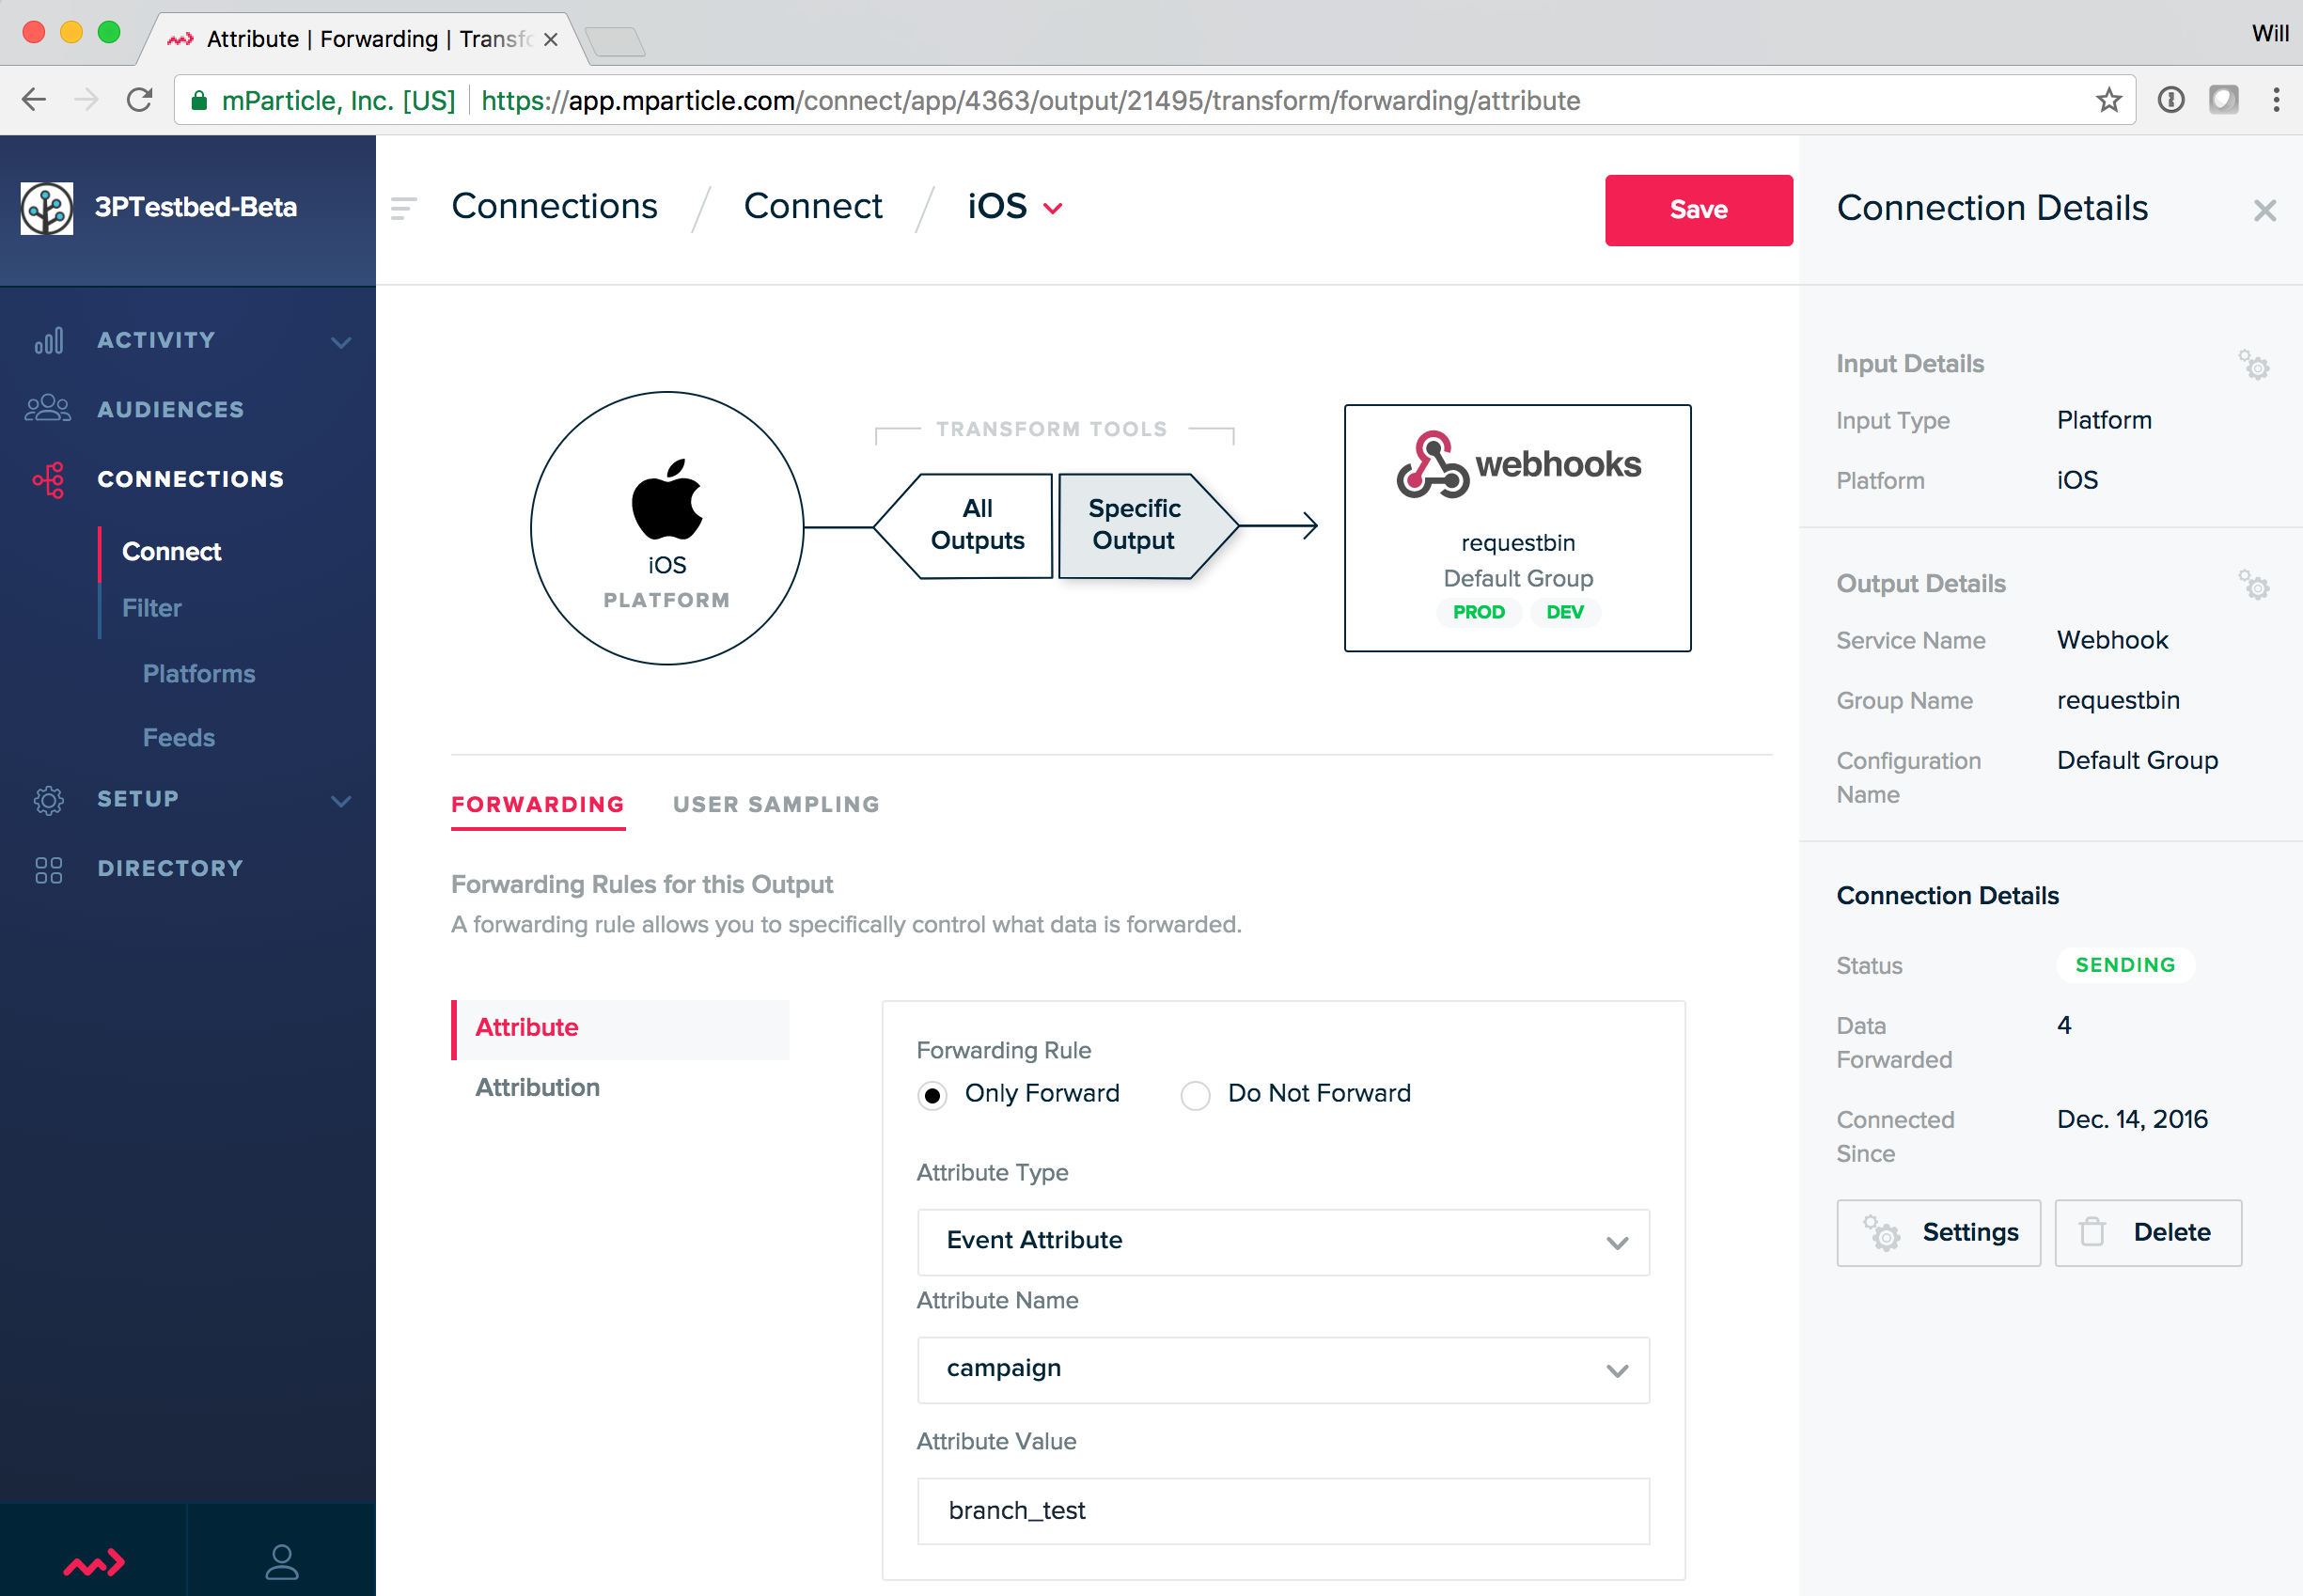 Attribute | Forwarding | Transfo
Will
mParticle, Inc. [US]
https://app.mparticle.com/connect/app/4363/output/21495/transform/forwarding/attribute
3PTestbed-Beta
ACTIVITY
AUDIENCES
CONNECTIONS
Connect
Filter
Platforms
Feeds
SETUP
DIRECTORY
Connections / Connect / iOS
Save
iOS
PLATFORM
TRANSFORM TOOLS
All
Outputs
Specific
Output
webhooks
requestbin
Default Group
PROD DEV
FORWARDING
USER SAMPLING
Forwarding Rules for this Output
A forwarding rule allows you to specifically control what data is forwarded.
Attribute
Attribution
Forwarding Rule
Only Forward
Do Not Forward
Attribute Type
Event Attribute
Attribute Name
campaign
Attribute Value
branch_test
Connection Details
Input Details
Input Type Platform
Platform iOS
Output Details
Service Name Webhook
Group Name requestbin
Configuration Default Group
Name
Connection Details
Status SENDING
Data 4
Forwarded
Connected Dec. 14, 2016
Since
Settings
Delete